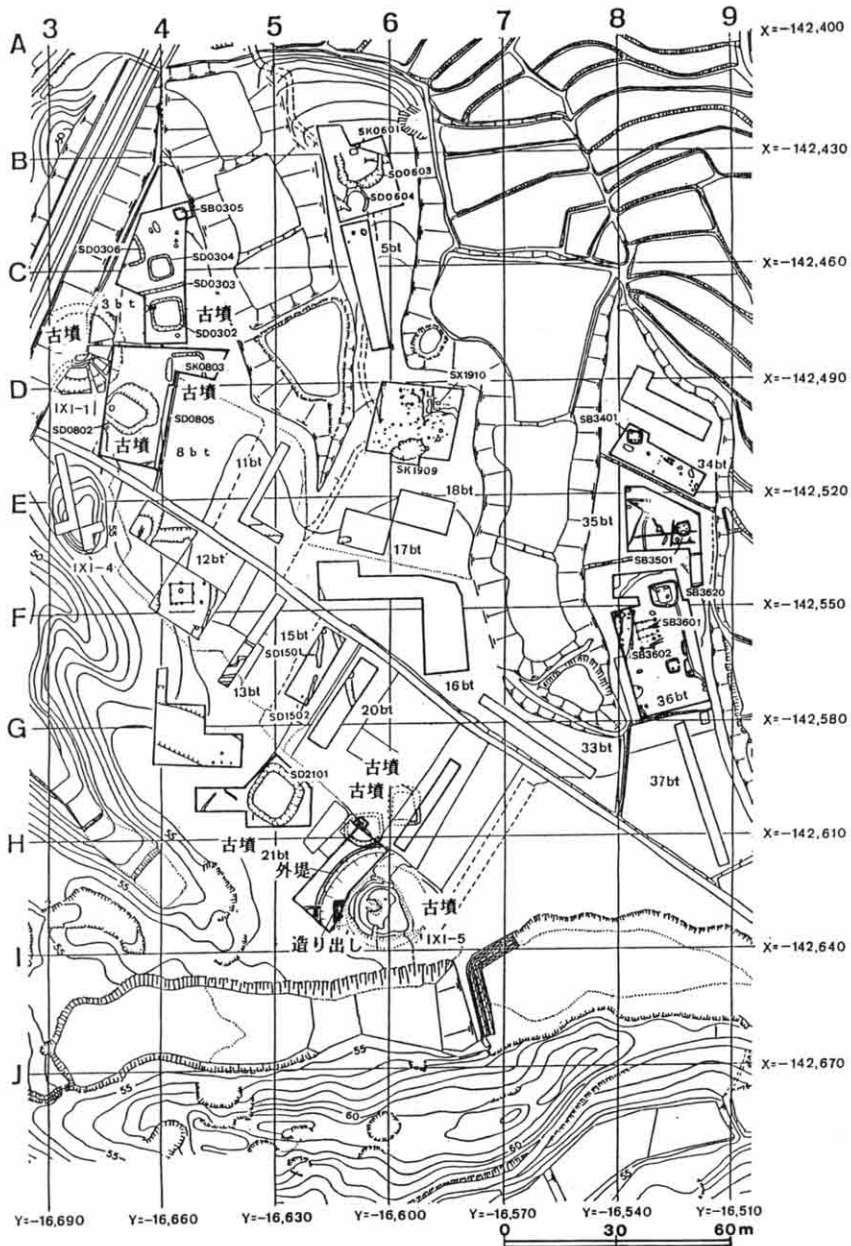 3 4 5 6 7 8 9
A X=-142,400
B X=-142,430
SK0601
SD0603
SD0604
SB0305
SD0306
SD0304
5bt
C X=-142,460
SD0303
3bt
古墳
SD0302
古墳
SK0803
古墳
D X=-142,490
SX1910
IXI-1
SD0802
古墳
SD0805
8bt
SB3401
11bt
SK1909
34bt
E X=-142,520
18bt
35bt
55
50
17bt
12bt
IXI-4
SB3501
SB3620
F X=-142,550
15bt
SD1501
SB3601
SB3602
13bt
16bt
36bt
20bt
SD1502
G X=-142,580
33bt
古墳
37bt
SD2101
古墳
H X=-142,610
古墳
21bt
外堤
55
古墳
造り出し
IXI-5
I X=-142,640
55
J X=-142,670
55
60
60
55
55
Y=-16,690 Y=-16,660 Y=-16,630 Y=-16,600 Y=-16,570 Y=-16,540 Y=-16,510
0 30 60m